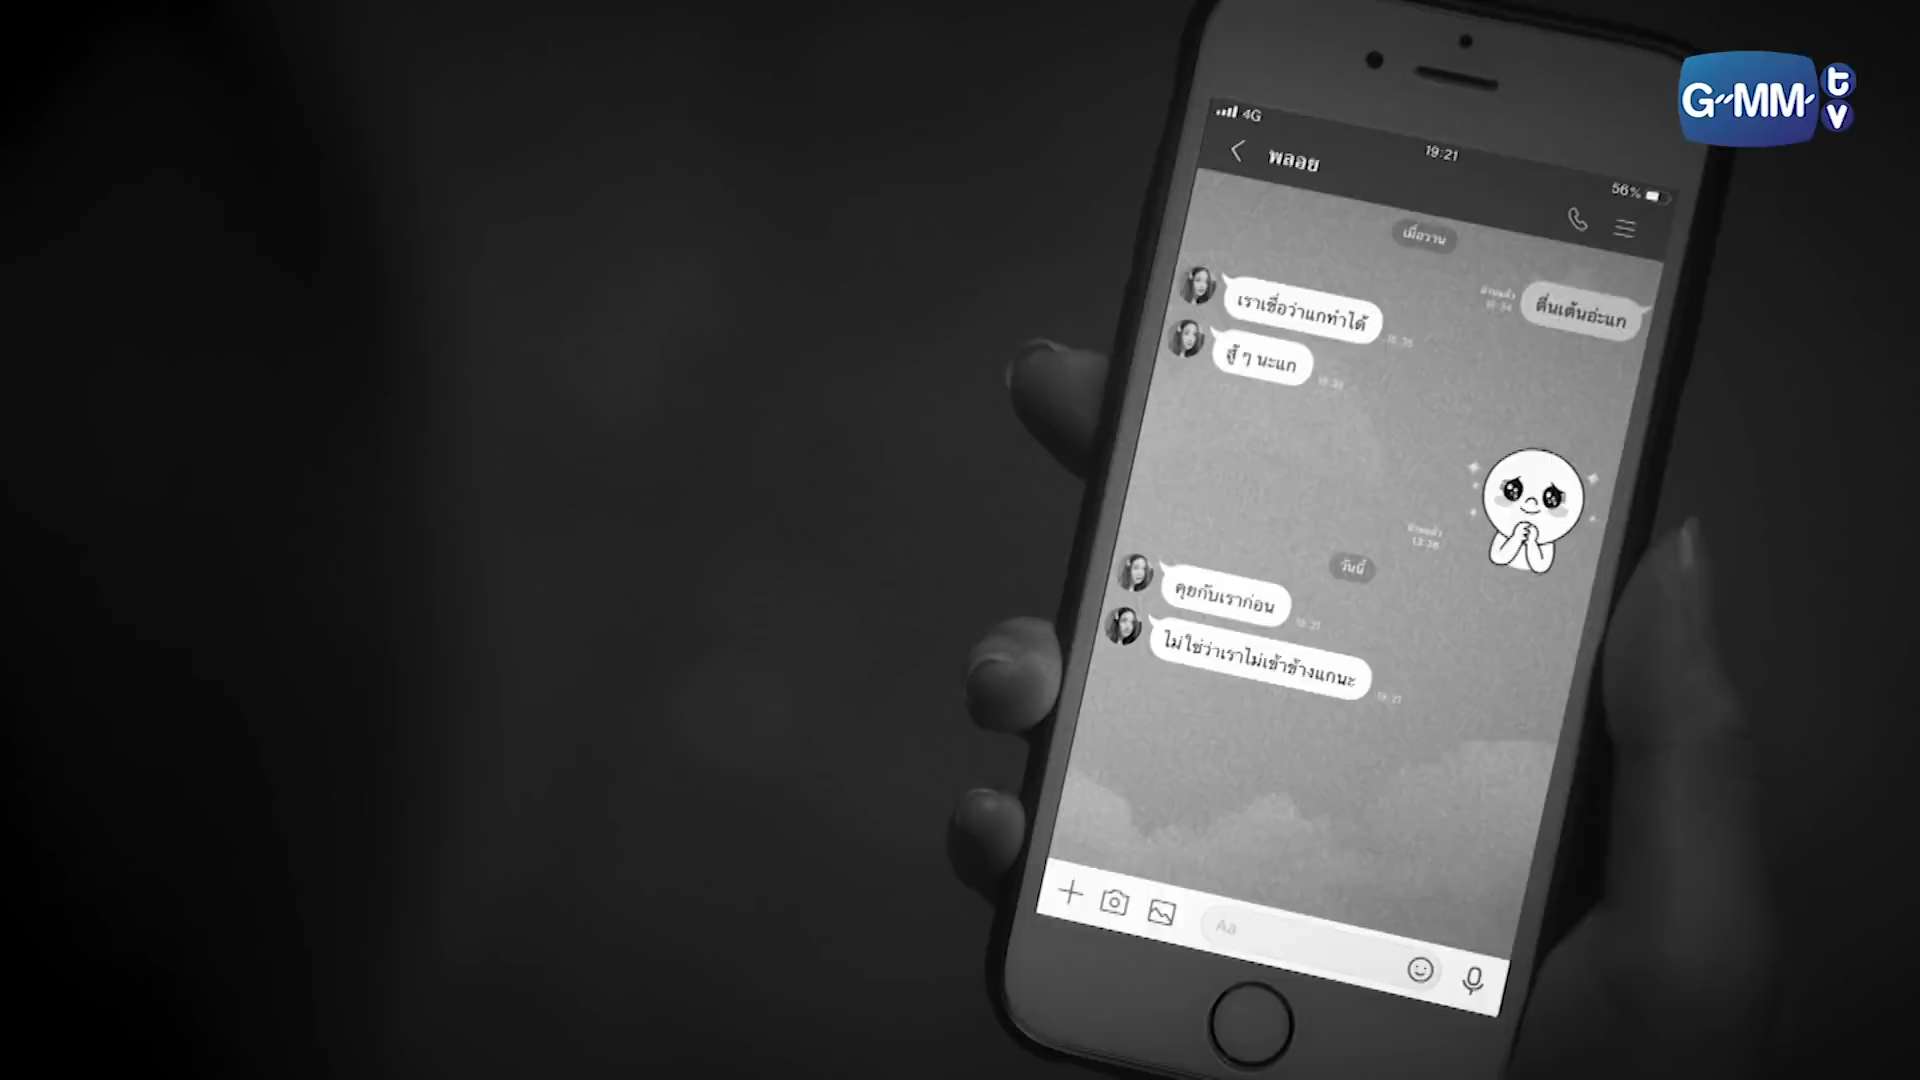 GMM
tv
4G
19:21
56%
พลอย
เมื่อวาน
ตื่นเต้นอ่ะแก
เราเชื่อว่าแกทำได้
สู้ ๆ นะแก
วันนี้
คุยกับเราก่อน
19:21
ไม่ใช่ว่าเราไม่เข้าข้างแกนะ
19:21
Aa